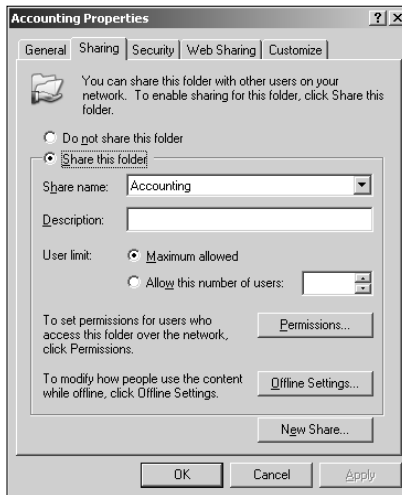 Accounting Properties
General Sharing Security Web Sharing Customize
You can share this folder with other users on your
network. To enable sharing for this folder, click Share this
folder.
Do not share this folder
Share this folder
Share name: Accounting
Description:
User limit: Maximum allowed
Allow this number of users:
To set permissions for users who
access this folder over the network,
click Permissions.
Permissions...
To modify how people use the content
while offline, click Offline Settings.
Offline Settings...
New Share...
OK Cancel Apply